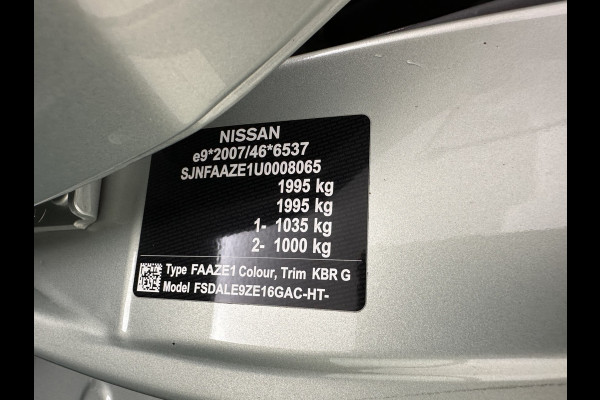 NISSAN
e9*2007/46*6537
SJNFAAZE1U0008065
1995 kg
1995 kg
1- 1035 kg
2- 1000 kg
Type FAAZE1 Colour, Trim KBR G
Model FSDALE9ZE16GAC-HT-